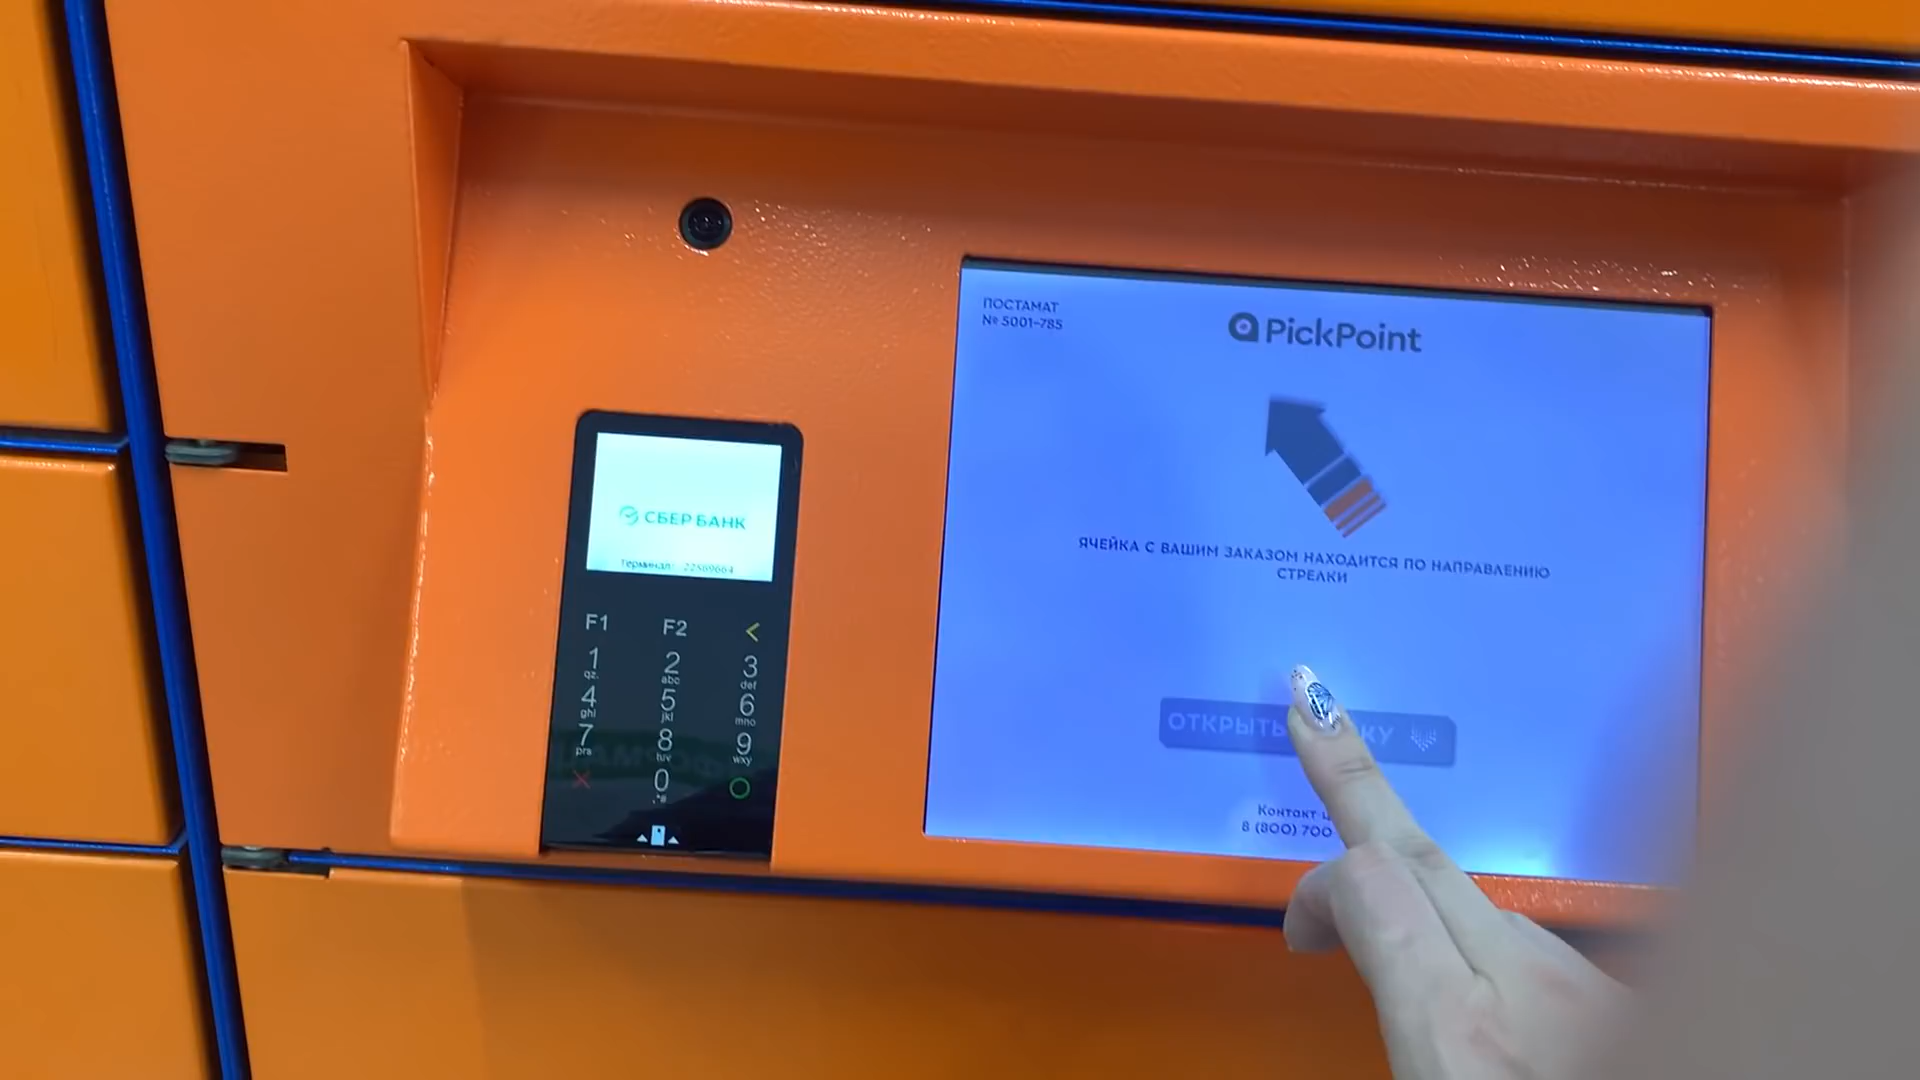 ПОСТАМАТ
№ 5001-785
PickPoint
ЯЧЕЙКА С ВАШИМ ЗАКАЗОМ НАХОДИТСЯ ПО НАПРАВЛЕНИЮ
СТРЕЛКИ
ОТКРЫТЬ
Контакт
8 (800) 700
СБЕР БАНК
Терминал: 22869664
F1 F2 <
1 2 3
qz. abc def
4 5 6
ghi jkl mno
7 8 9
prs tuv wxy
0